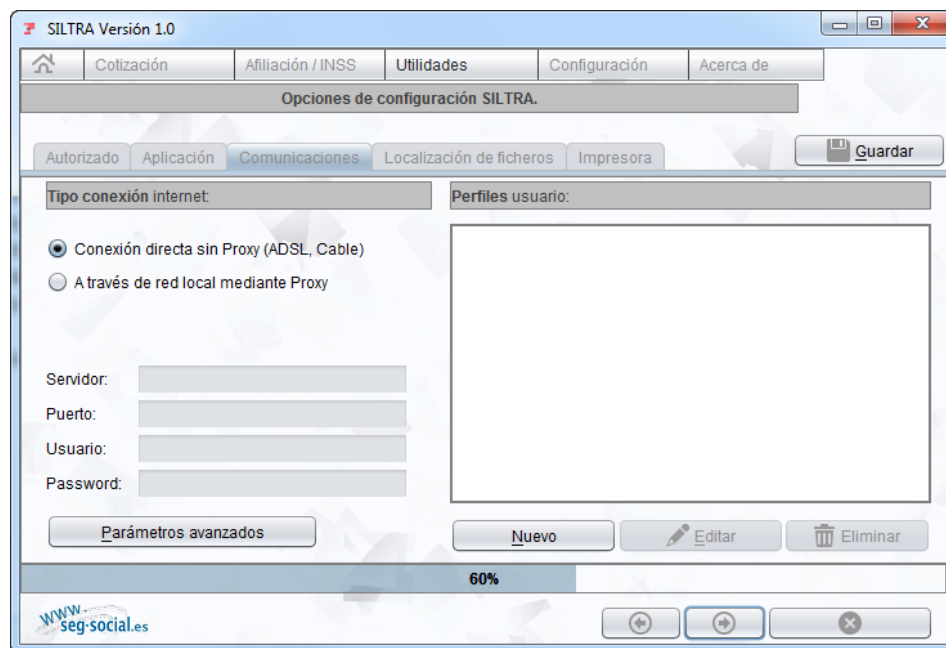 SILTRA Versión 1.0
Cotización Afiliación / INSS Utilidades Configuración Acerca de
Opciones de configuración SILTRA.
Autorizado Aplicación Comunicaciones Localización de ficheros Impresora Guardar
Tipo conexión internet: Perfiles usuario:
Conexión directa sin Proxy (ADSL, Cable)
A través de red local mediante Proxy
Servidor:
Puerto:
Usuario:
Password:
Parámetros avanzados Nuevo Editar Eliminar
60%
www.
seg-social.es